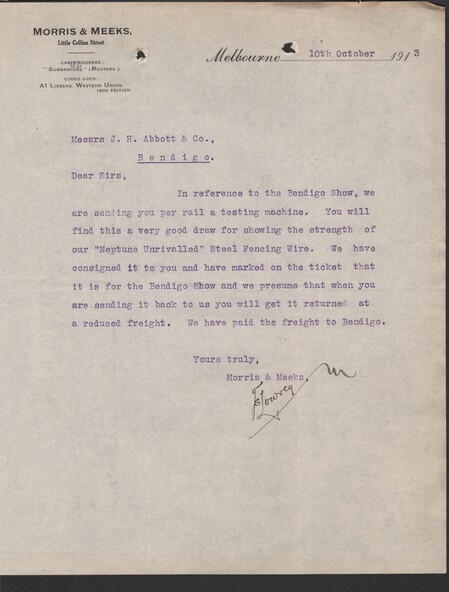 MORRIS & MEEKS,
Little Collins Street
CABLE ADDRESS:
"GOSSARCARE" (REUTERS)
CODES USED:
A1 LIEBERS. WESTERN UNION.
1900 EDITION
Melbourne 10th October 1913
Messrs J. H. Abbott & Co.,
Bendigo.
Dear Sirs,
In reference to the Bendigo Show, we
are sending you per rail a testing machine. You will
find this a very good draw for showing the strength of
our "Neptune Unrivalled" Steel Fencing Wire. We have
consigned it to you and have marked on the ticket that
it is for the Bendigo Show and we presume that when you
are sending it back to us you will get it returned at
a reduced freight. We have paid the freight to Bendigo.
Yours truly,
Morris & Meeks,